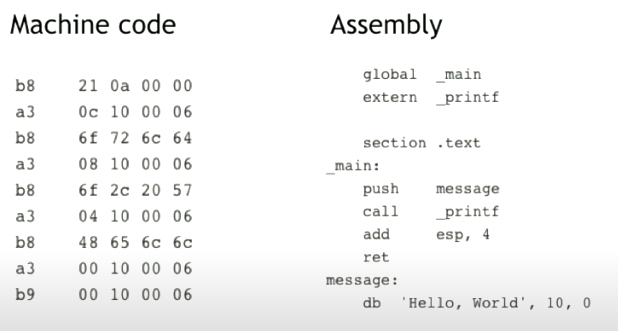 Machine code
b8 21 0a 00 00
a3 0c 10 00 06
b8 6f 72 6c 64
a3 08 10 00 06
b8 6f 2c 20 57
a3 04 10 00 06
b8 48 65 6c 6c
a3 00 10 00 06
b9 00 10 00 06
Assembly
global _main
extern _printf
section .text
_main:
push message
call _printf
add esp, 4
ret
message:
db 'Hello, World', 10, 0